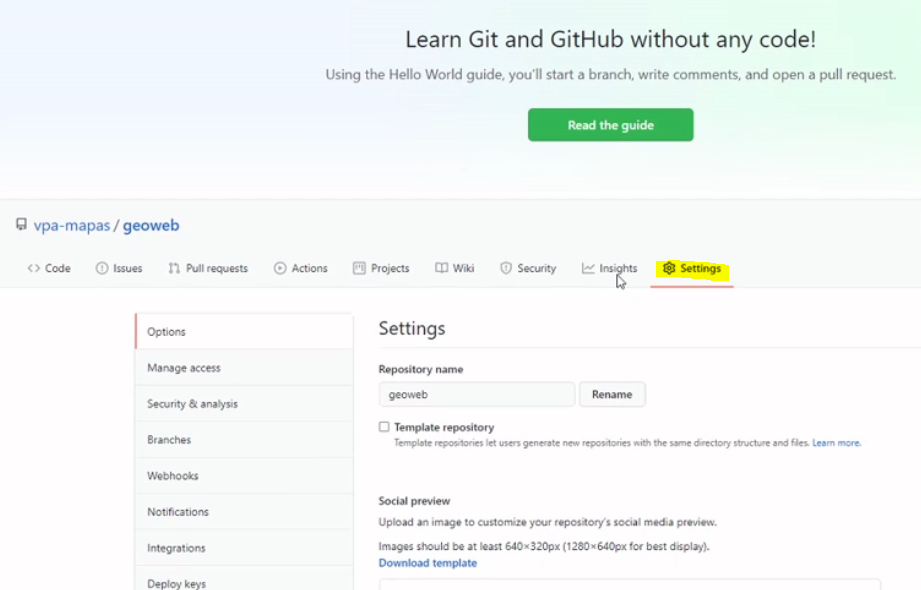 Learn Git and GitHub without any code!
Using the Hello World guide, you'll start a branch, write comments, and open a pull request.
Read the guide
vpa-mapas / geoweb
Code Issues Pull requests Actions Projects Wiki Security Insights Settings
Options
Manage access
Security & analysis
Branches
Webhooks
Notifications
Integrations
Deploy keys
Settings
Repository name
geoweb Rename
Template repository
Template repositories let users generate new repositories with the same directory structure and files. Learn more.
Social preview
Upload an image to customize your repository's social media preview.
Images should be at least 640×320px (1280×640px for best display).
Download template